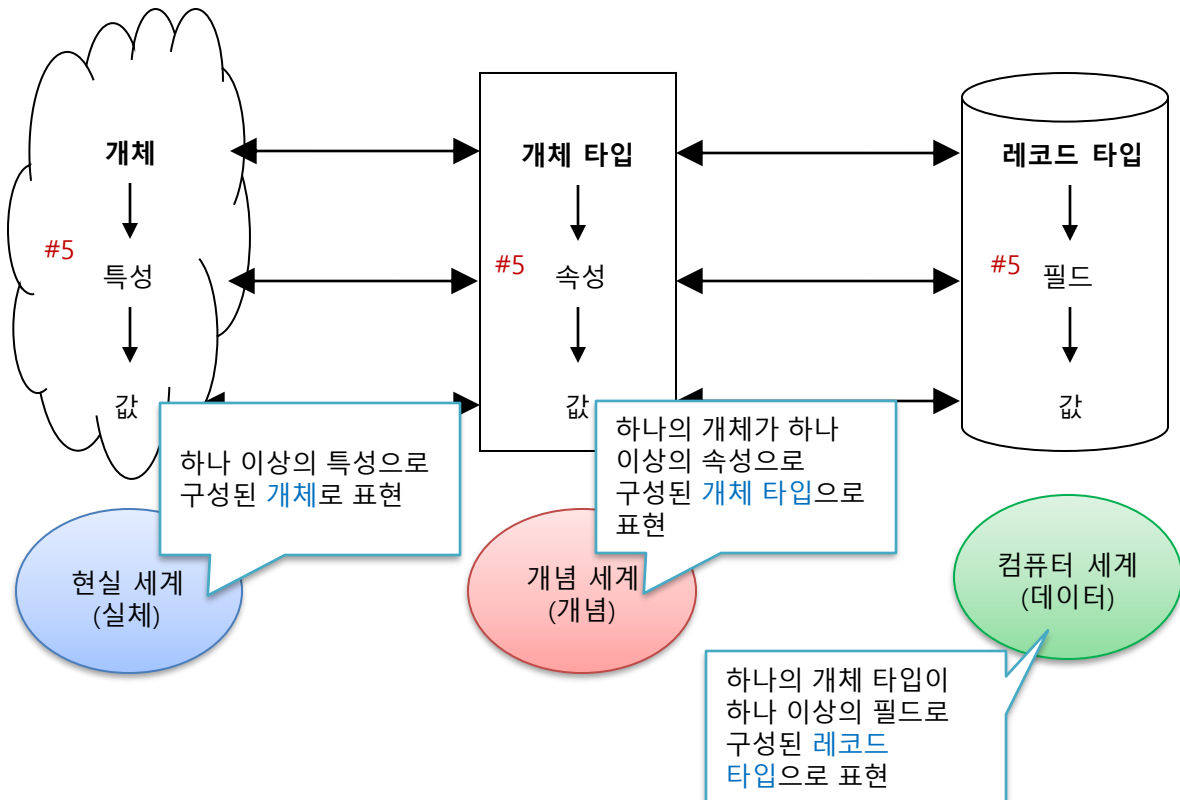 개체
개체 타입
레코드 타입
#5
특성
#5
속성
#5
필드
값
값
값
하나 이상의 특성으로
구성된 개체로 표현
하나의 개체가 하나
이상의 속성으로
구성된 개체 타입으로
표현
현실 세계
(실체)
개념 세계
(개념)
컴퓨터 세계
(데이터)
하나의 개체 타입이
하나 이상의 필드로
구성된 레코드
타입으로 표현